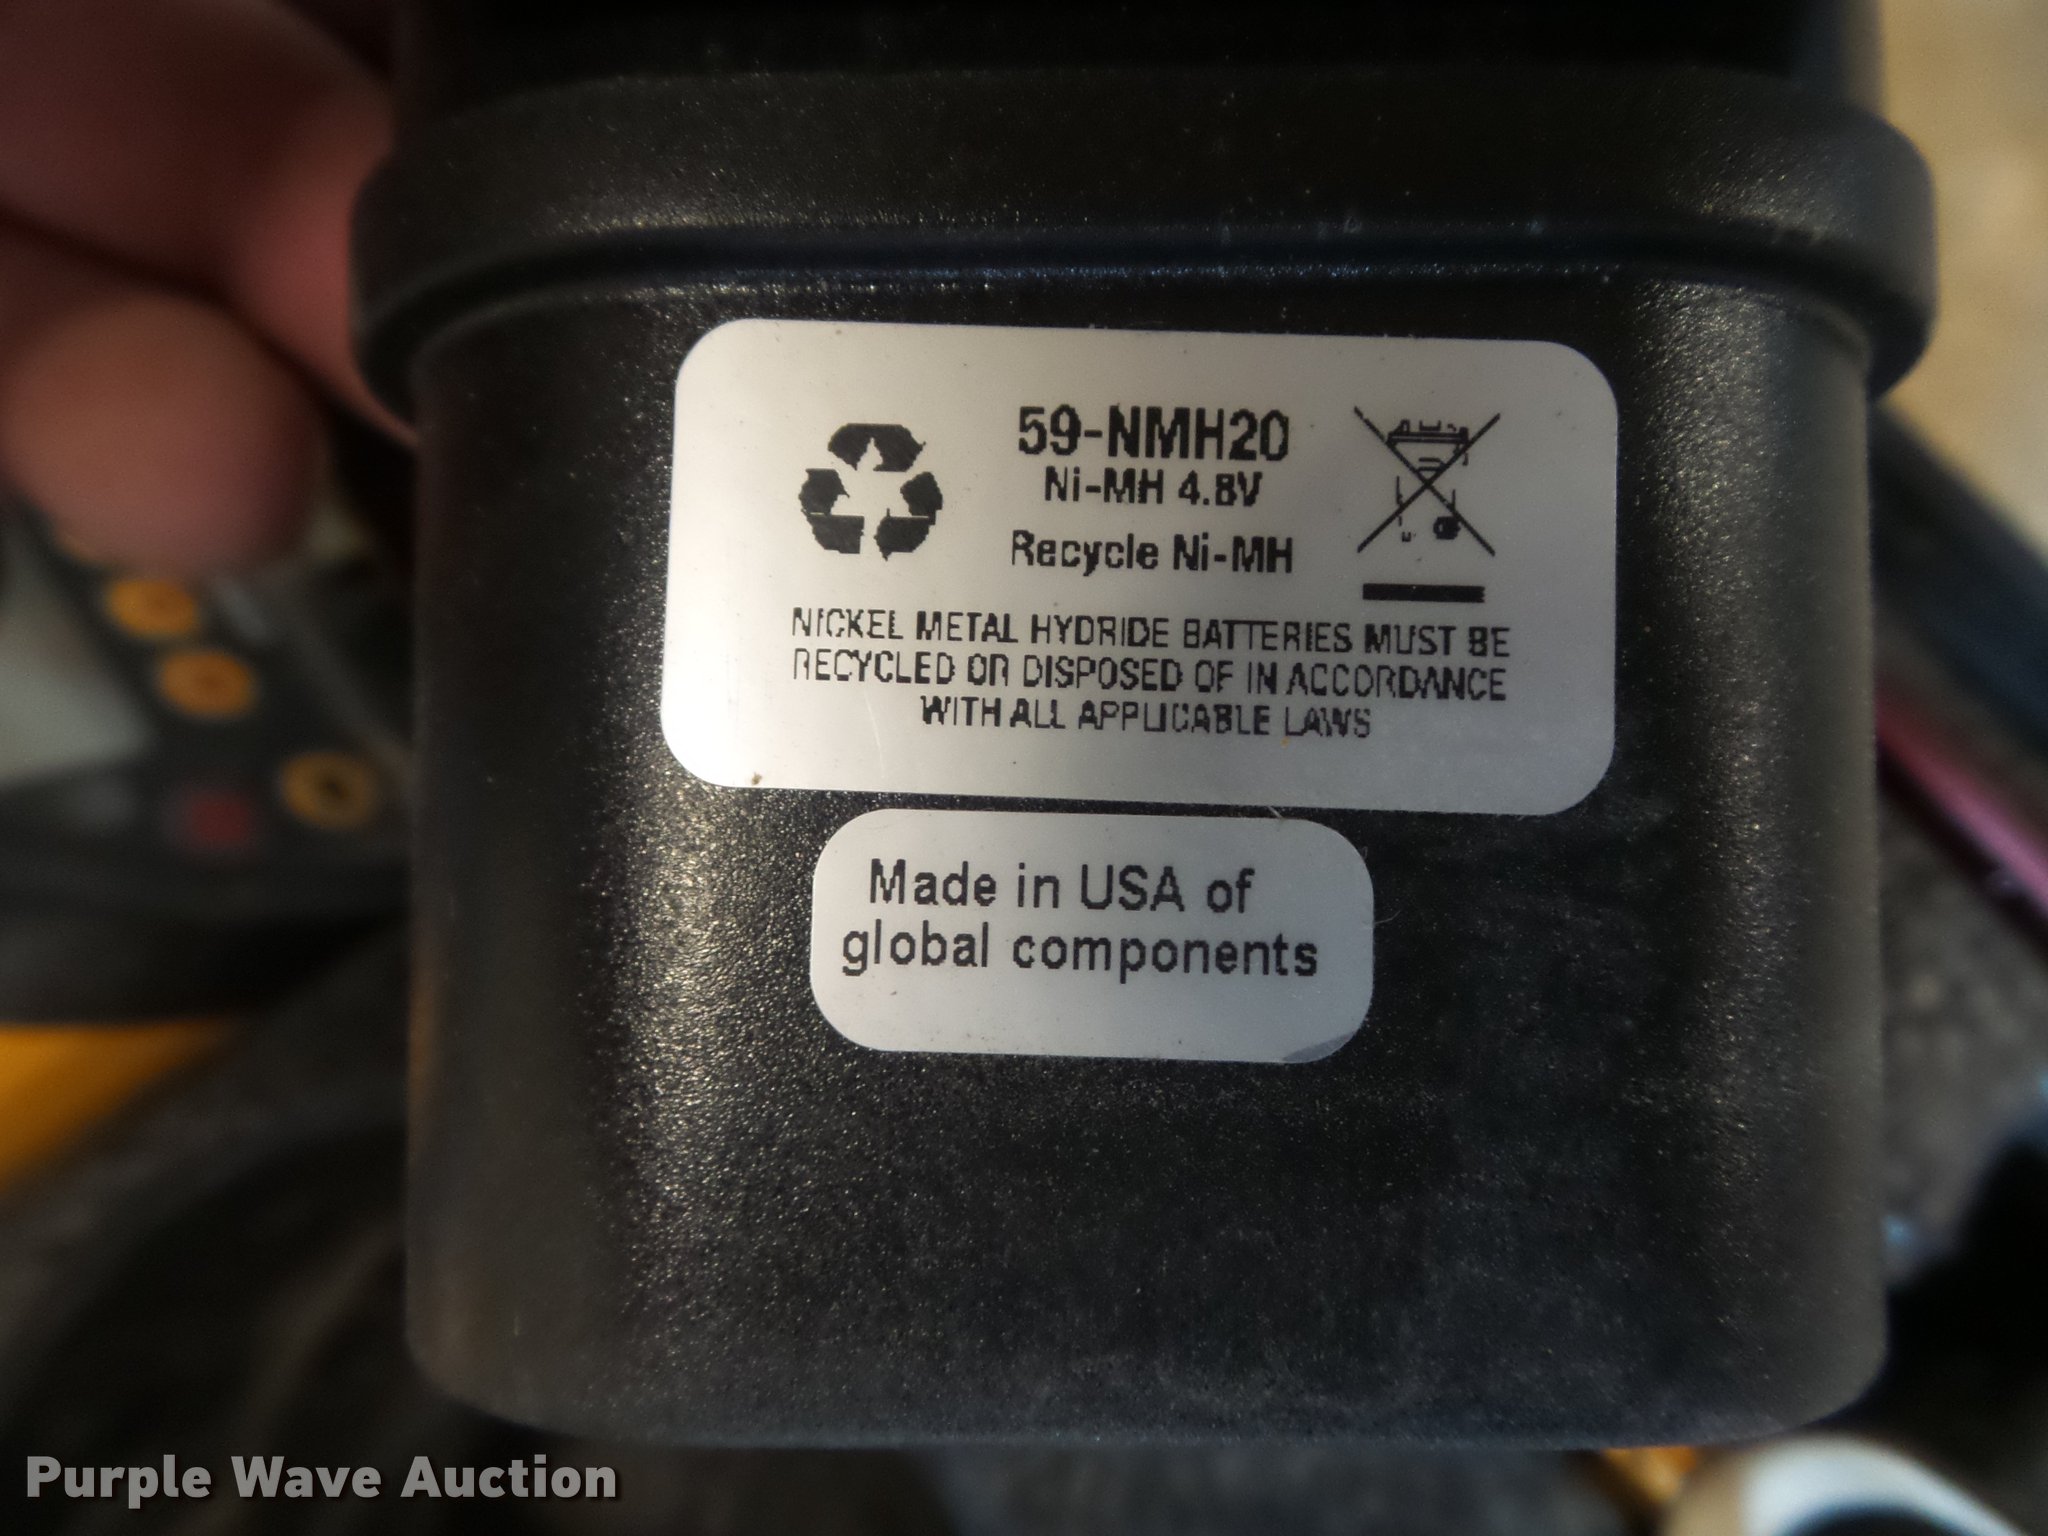 59-NMH20
Ni-MH 4.8V
Recycle Ni-MH
NICKEL METAL HYDRIDE BATTERIES MUST BE
RECYCLED OR DISPOSED OF IN ACCORDANCE
WITH ALL APPLICABLE LAWS
Made in USA of
global components
Purple Wave Auction